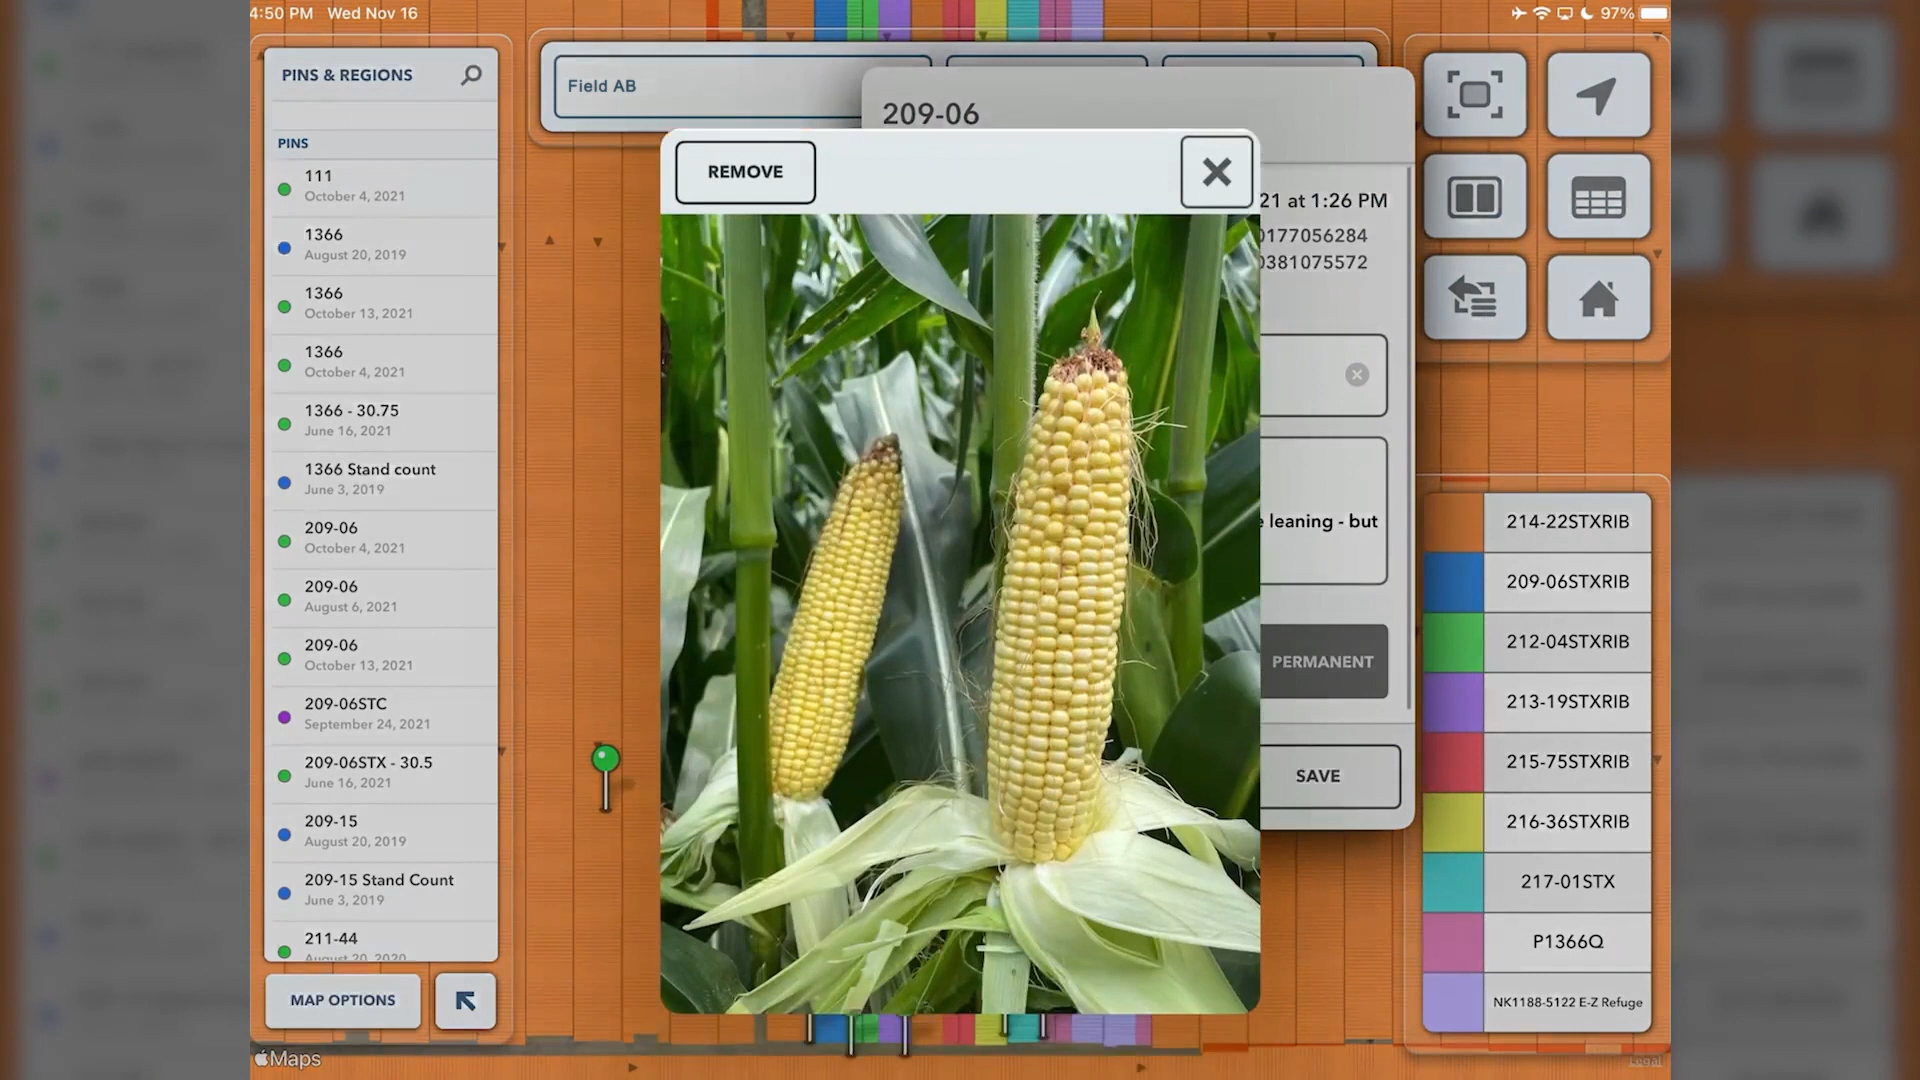 4:50 PM Wed Nov 16
97%
PINS & REGIONS
PINS
111
October 4, 2021
1366
August 20, 2019
1366
October 13, 2021
1366
October 4, 2021
1366 - 30.75
June 16, 2021
1366 Stand count
June 3, 2019
209-06
October 4, 2021
209-06
August 6, 2021
209-06
October 13, 2021
209-06STC
September 24, 2021
209-06STX - 30.5
June 16, 2021
209-15
August 20, 2019
209-15 Stand Count
June 3, 2019
211-44
August 20, 2020
MAP OPTIONS
Maps
Field AB
209-06
REMOVE
21 at 1:26 PM
0177056284
0381075572
e leaning - but
PERMANENT
SAVE
214-22STXRIB
209-06STXRIB
212-04STXRIB
213-19STXRIB
215-75STXRIB
216-36STXRIB
217-01STX
P1366Q
NK1188-5122 E-Z Refuge
Legal